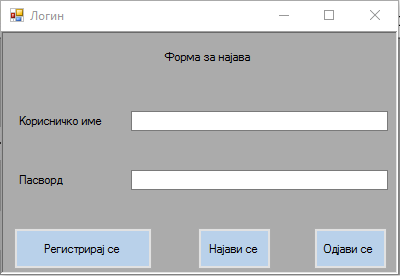 Логин
Форма за најава
Корисничко име
Пасворд
Регистрирај се
Најави се
Одјави се